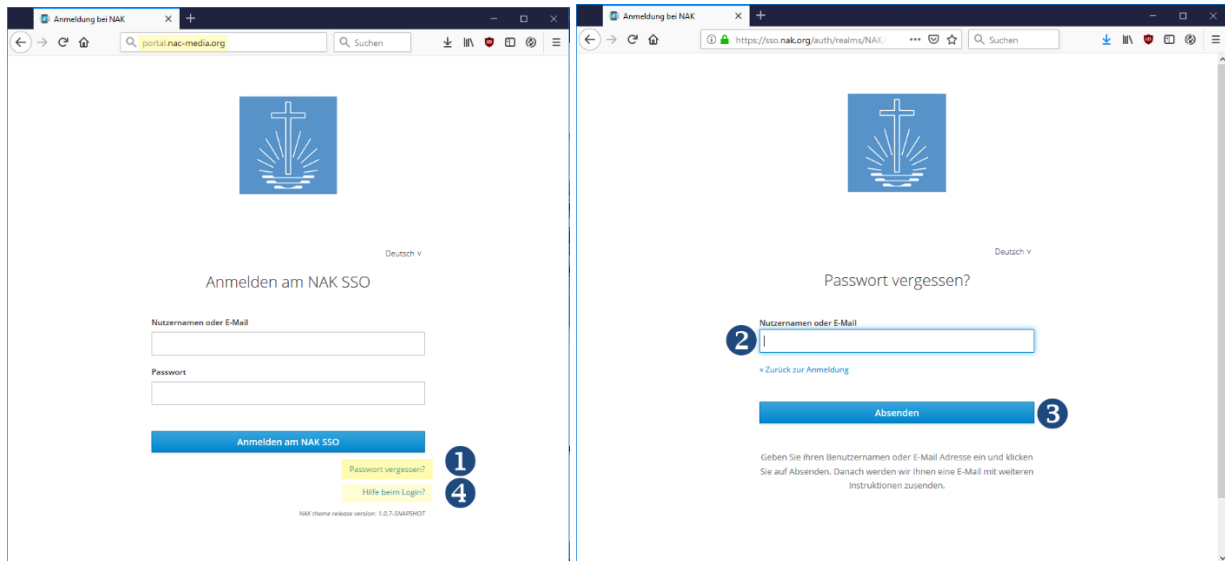 Anmeldung bei NAK
portal.nac-media.org
Suchen
Deutsch
Anmelden am NAK SSO
Nutzernamen oder E-Mail
Passwort
Anmelden am NAK SSO
Passwort vergessen?
1
Hilfe beim Login?
4
NAK theme release version: 1.0.7-SNAPSHOT
Anmeldung bei NAK
https://sso.nak.org/auth/realms/NAK/
Suchen
Deutsch
Passwort vergessen?
Nutzernamen oder E-Mail
2
« Zurück zur Anmeldung
Absenden
3
Geben Sie Ihren Benutzernamen oder E-Mail Adresse ein und klicken
Sie auf Absenden. Danach werden wir Ihnen eine E-Mail mit weiteren
Instruktionen zusenden.